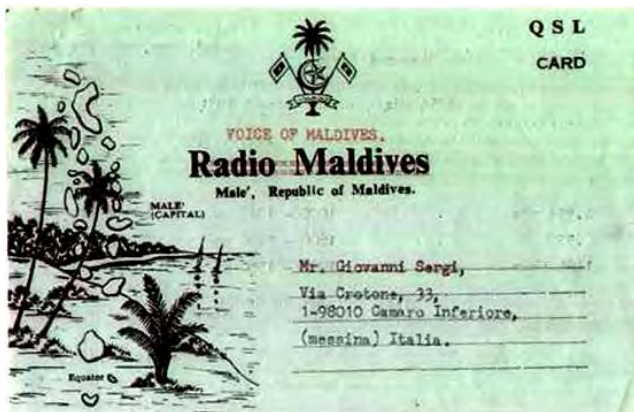 Q S L
CARD
VOICE OF MALDIVES.
Radio Maldives
Male', Republic of Maldives.
MALE'
(CAPITAL)
Mr. Giovanni Sergi,
Via Crotone, 33,
1-98010 Camaro Inferiore,
(messina) Italia.
Equator